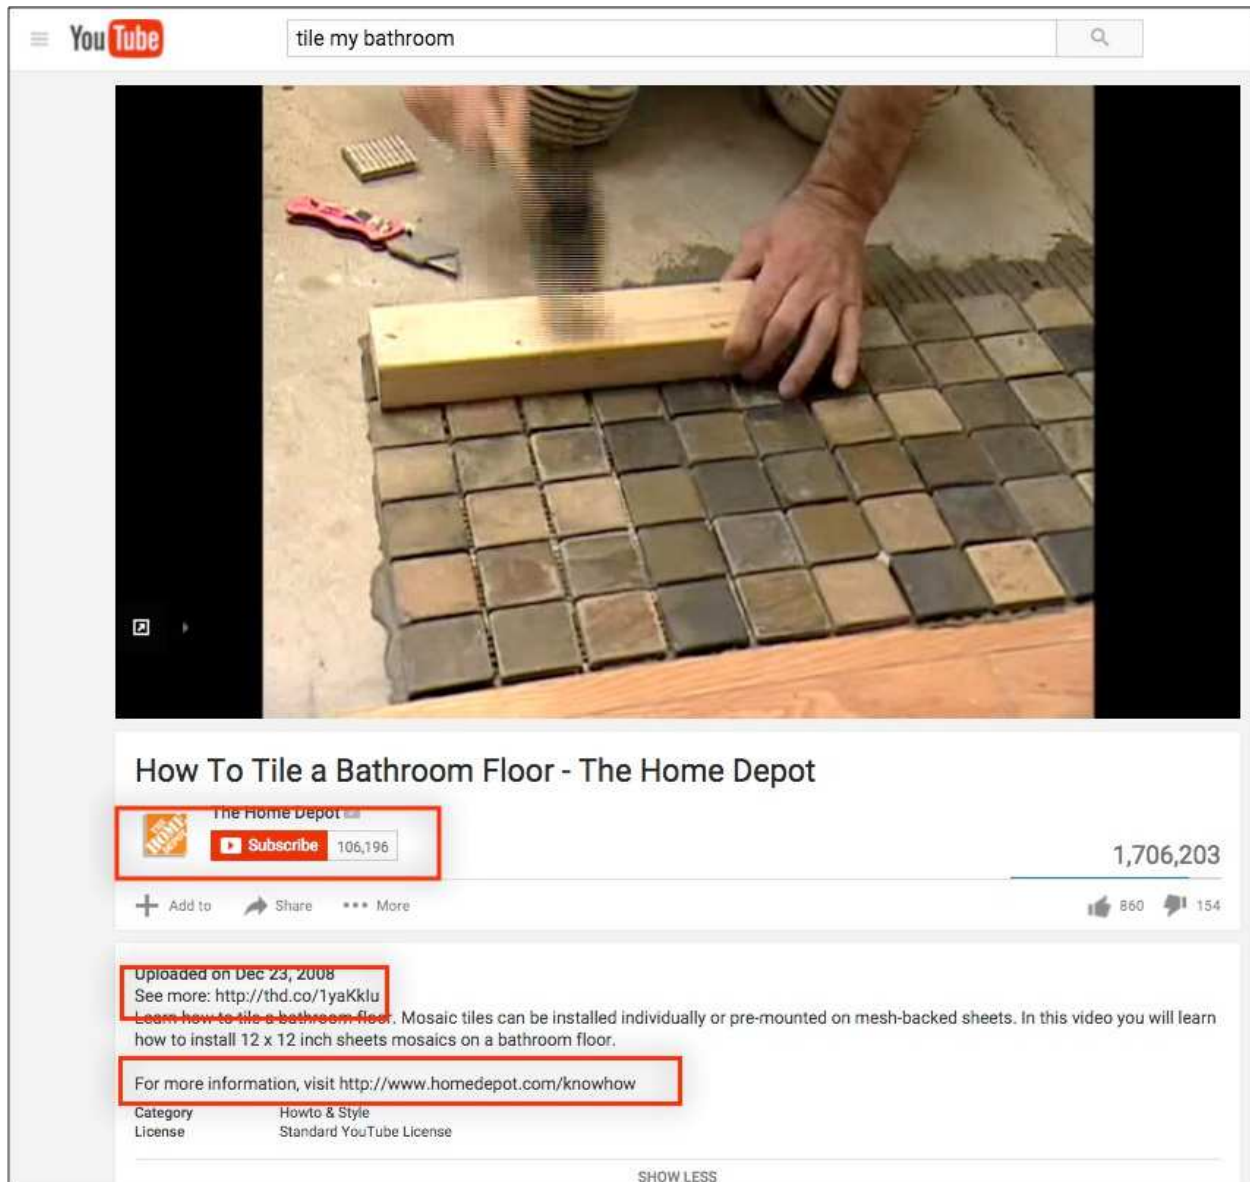 YouTube
tile my bathroom
How To Tile a Bathroom Floor - The Home Depot
The Home Depot
THE HOME DEPOT
Subscribe 106,196
1,706,203
Add to Share More
860 154
Uploaded on Dec 23, 2008
See more: http://thd.co/1yaKklu
Learn how to tile a bathroom floor. Mosaic tiles can be installed individually or pre-mounted on mesh-backed sheets. In this video you will learn
how to install 12 x 12 inch sheets mosaics on a bathroom floor.
For more information, visit http://www.homedepot.com/knowhow
Category Howto & Style
License Standard YouTube License
SHOW LESS